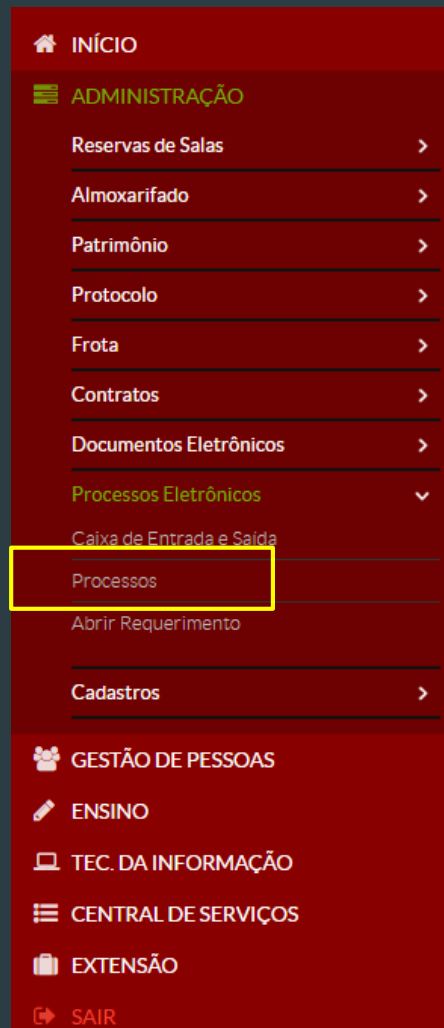 INÍCIO
ADMINISTRAÇÃO
Reservas de Salas
Almoxarifado
Patrimônio
Protocolo
Frota
Contratos
Documentos Eletrônicos
Processos Eletrônicos
Caixa de Entrada e Saída
Processos
Abrir Requerimento
Cadastros
GESTÃO DE PESSOAS
ENSINO
TEC. DA INFORMAÇÃO
CENTRAL DE SERVIÇOS
EXTENSÃO
SAIR